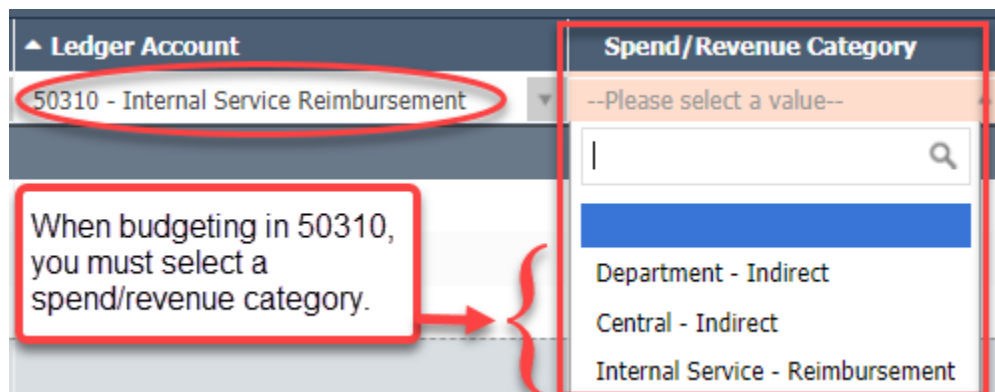 Ledger Account
Spend/Revenue Category
50310 - Internal Service Reimbursement
--Please select a value--
When budgeting in 50310,
you must select a
spend/revenue category.
Department - Indirect
Central - Indirect
Internal Service - Reimbursement